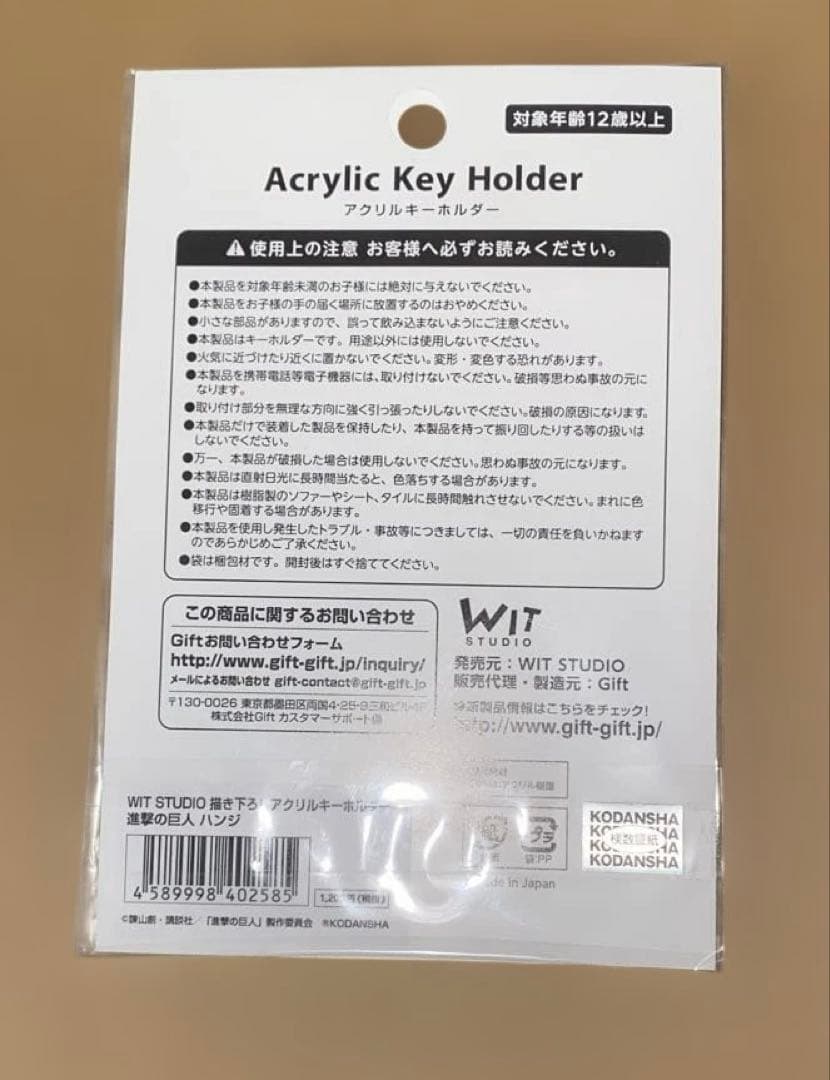 対象年齢12歳以上
Acrylic Key Holder
アクリルキーホルダー
使用上の注意 お客様へ必ずお読みください。
●本製品を対象年齢未満のお子様には絶対に与えないでください。
●本製品をお子様の手の届く場所に放置するのはおやめください。
●小さな部品がありますので、誤って飲み込まないようにご注意ください。
●本製品はキーホルダーです。用途以外には使用しないでください。
●火気に近づけたり近くに置かないでください。変形・変色する恐れがあります。
●本製品を携帯電話等電子機器には、取り付けないでください。破損等思わぬ事故の元に
なります。
●取り付け部分を無理な方向に強く引っ張ったりしないでください。破損の原因になります。
●本製品だけで装着した製品を保持したり、本製品を持って振り回したりする等の扱いは
しないでください。
●万一、本製品が破損した場合は使用しないでください。思わぬ事故の元になります。
●本製品は直射日光に長時間当たると、色落ちする場合があります。
●本製品は樹脂製のソファーやシート、タイルに長時間触れさせないでください。まれに色
移行や固着する場合があります。
●本製品を使用し発生したトラブル・事故等につきましては、一切の責任を負いかねます
のであらかじめご了承ください。
●袋は梱包材です。開封後はすぐ捨ててください。
この商品に関するお問い合わせ
Giftお問い合わせフォーム
http://www.gift-gift.jp/inquiry/
メールによるお問い合わせ gift-contact@gift-gift.jp
〒130-0026 東京都墨田区両国4-25-9三和ビル4F
株式会社Gift カスタマーサポート係
WIT
STUDIO
発売元:WIT STUDIO
販売代理・製造元:Gift
新製品情報はこちらをチェック!
http://www.gift-gift.jp/
アクリル樹脂
WIT STUDIO 描き下ろし アクリルキーホルダー
進撃の巨人 ハンジ
4 589998 402585
(税抜)
©諫山創・講談社/「進撃の巨人」製作委員会 ®KODANSHA
紙
プラ
袋:PP
Made in Japan
KODANSHA
KODANSHA
検数証紙
KODANSHA
KODANSHA